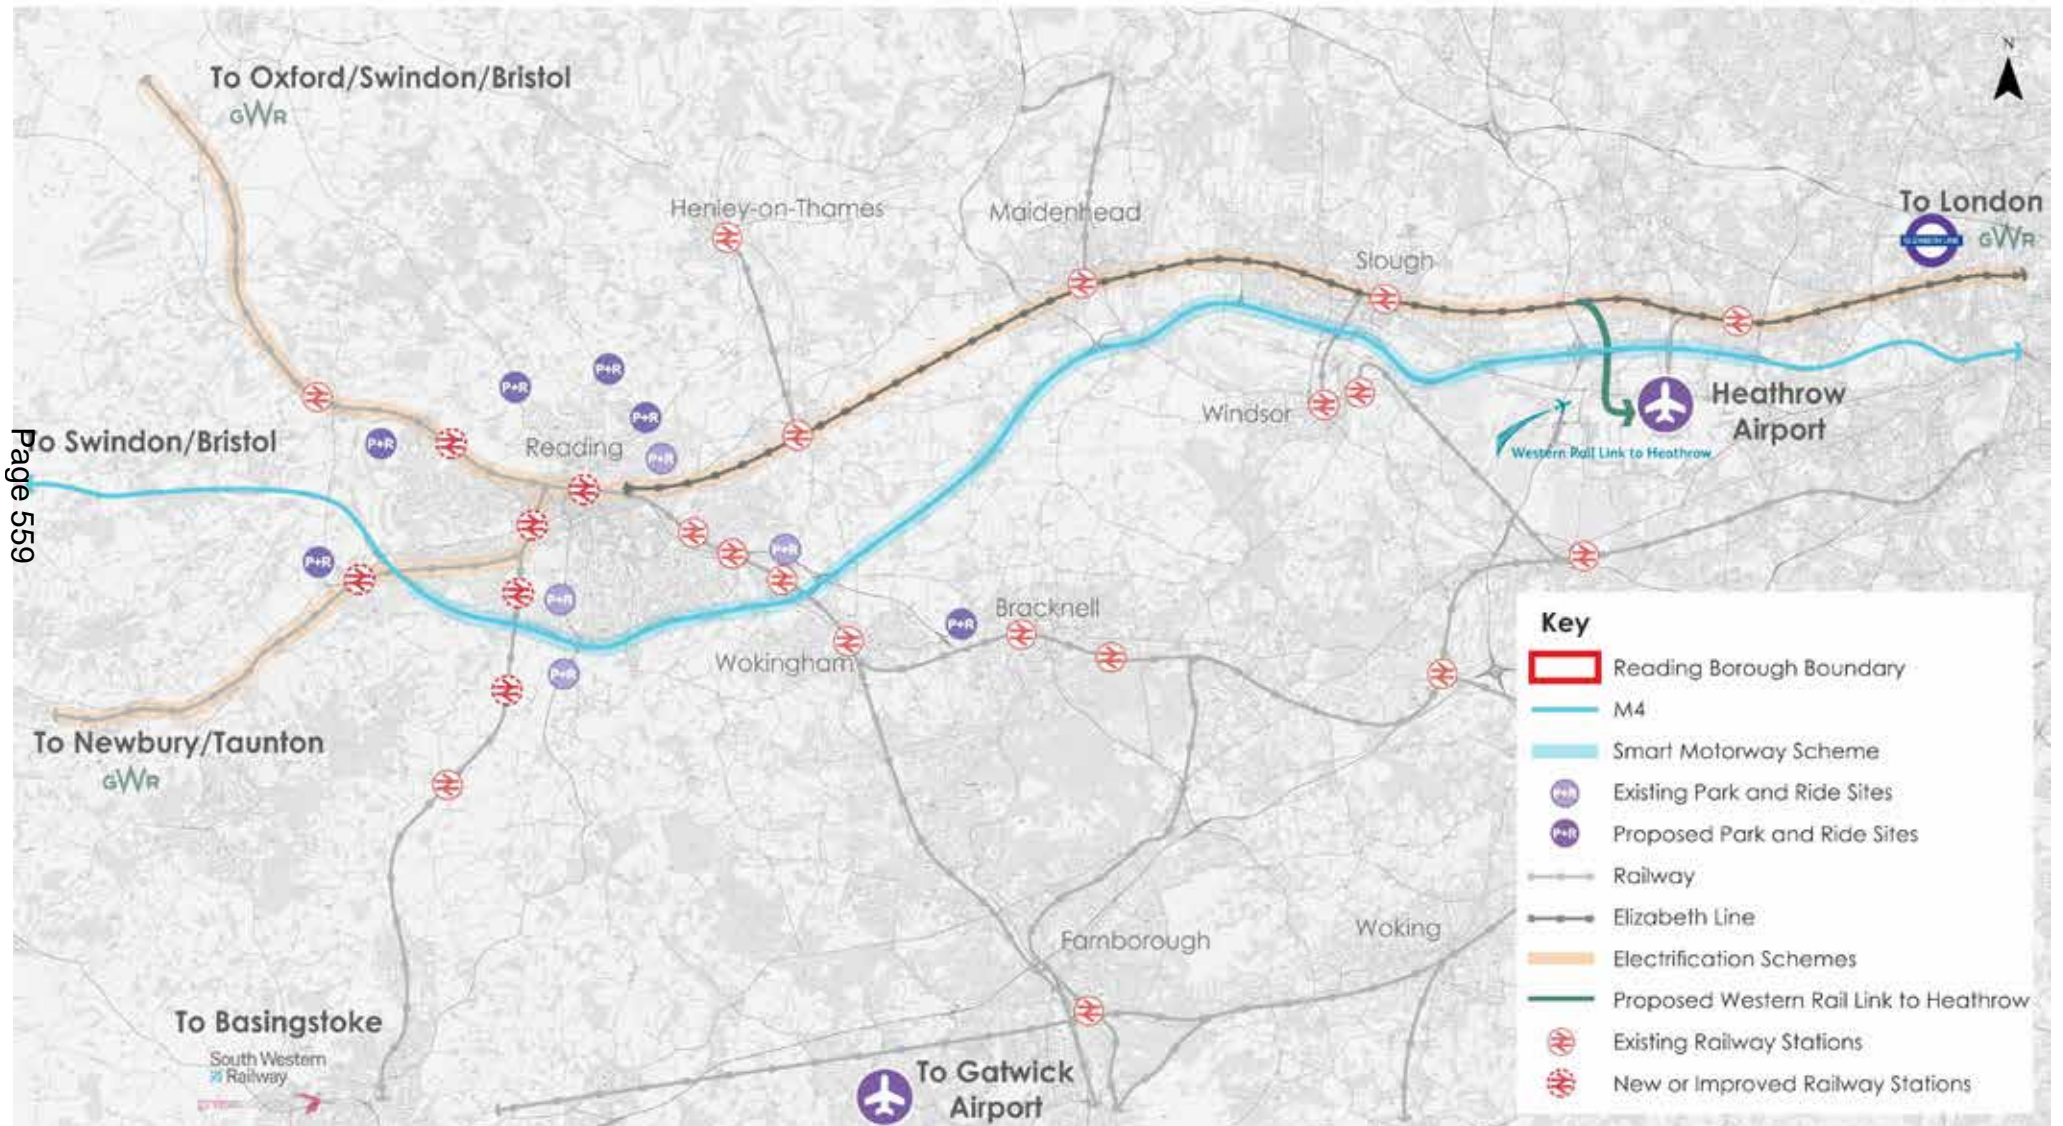 To Oxford/Swindon/Bristol
GWR
To London
ELIZABETH LINE
GWR
Henley-on-Thames
Maidenhead
Slough
P+R
P+R
P+R
P+R
P+R
Heathrow
Airport
Windsor
Western Rail Link to Heathrow
To Swindon/Bristol
Reading
Page 559
P+R
P+R
P+R
P+R
P+R
Bracknell
Wokingham
To Newbury/Taunton
GWR
Farnborough
Woking
To Basingstoke
South Western
Railway
To Gatwick
Airport
N
Key
Reading Borough Boundary
M4
Smart Motorway Scheme
P+R
Existing Park and Ride Sites
P+R
Proposed Park and Ride Sites
Railway
Elizabeth Line
Electrification Schemes
Proposed Western Rail Link to Heathrow
Existing Railway Stations
New or Improved Railway Stations